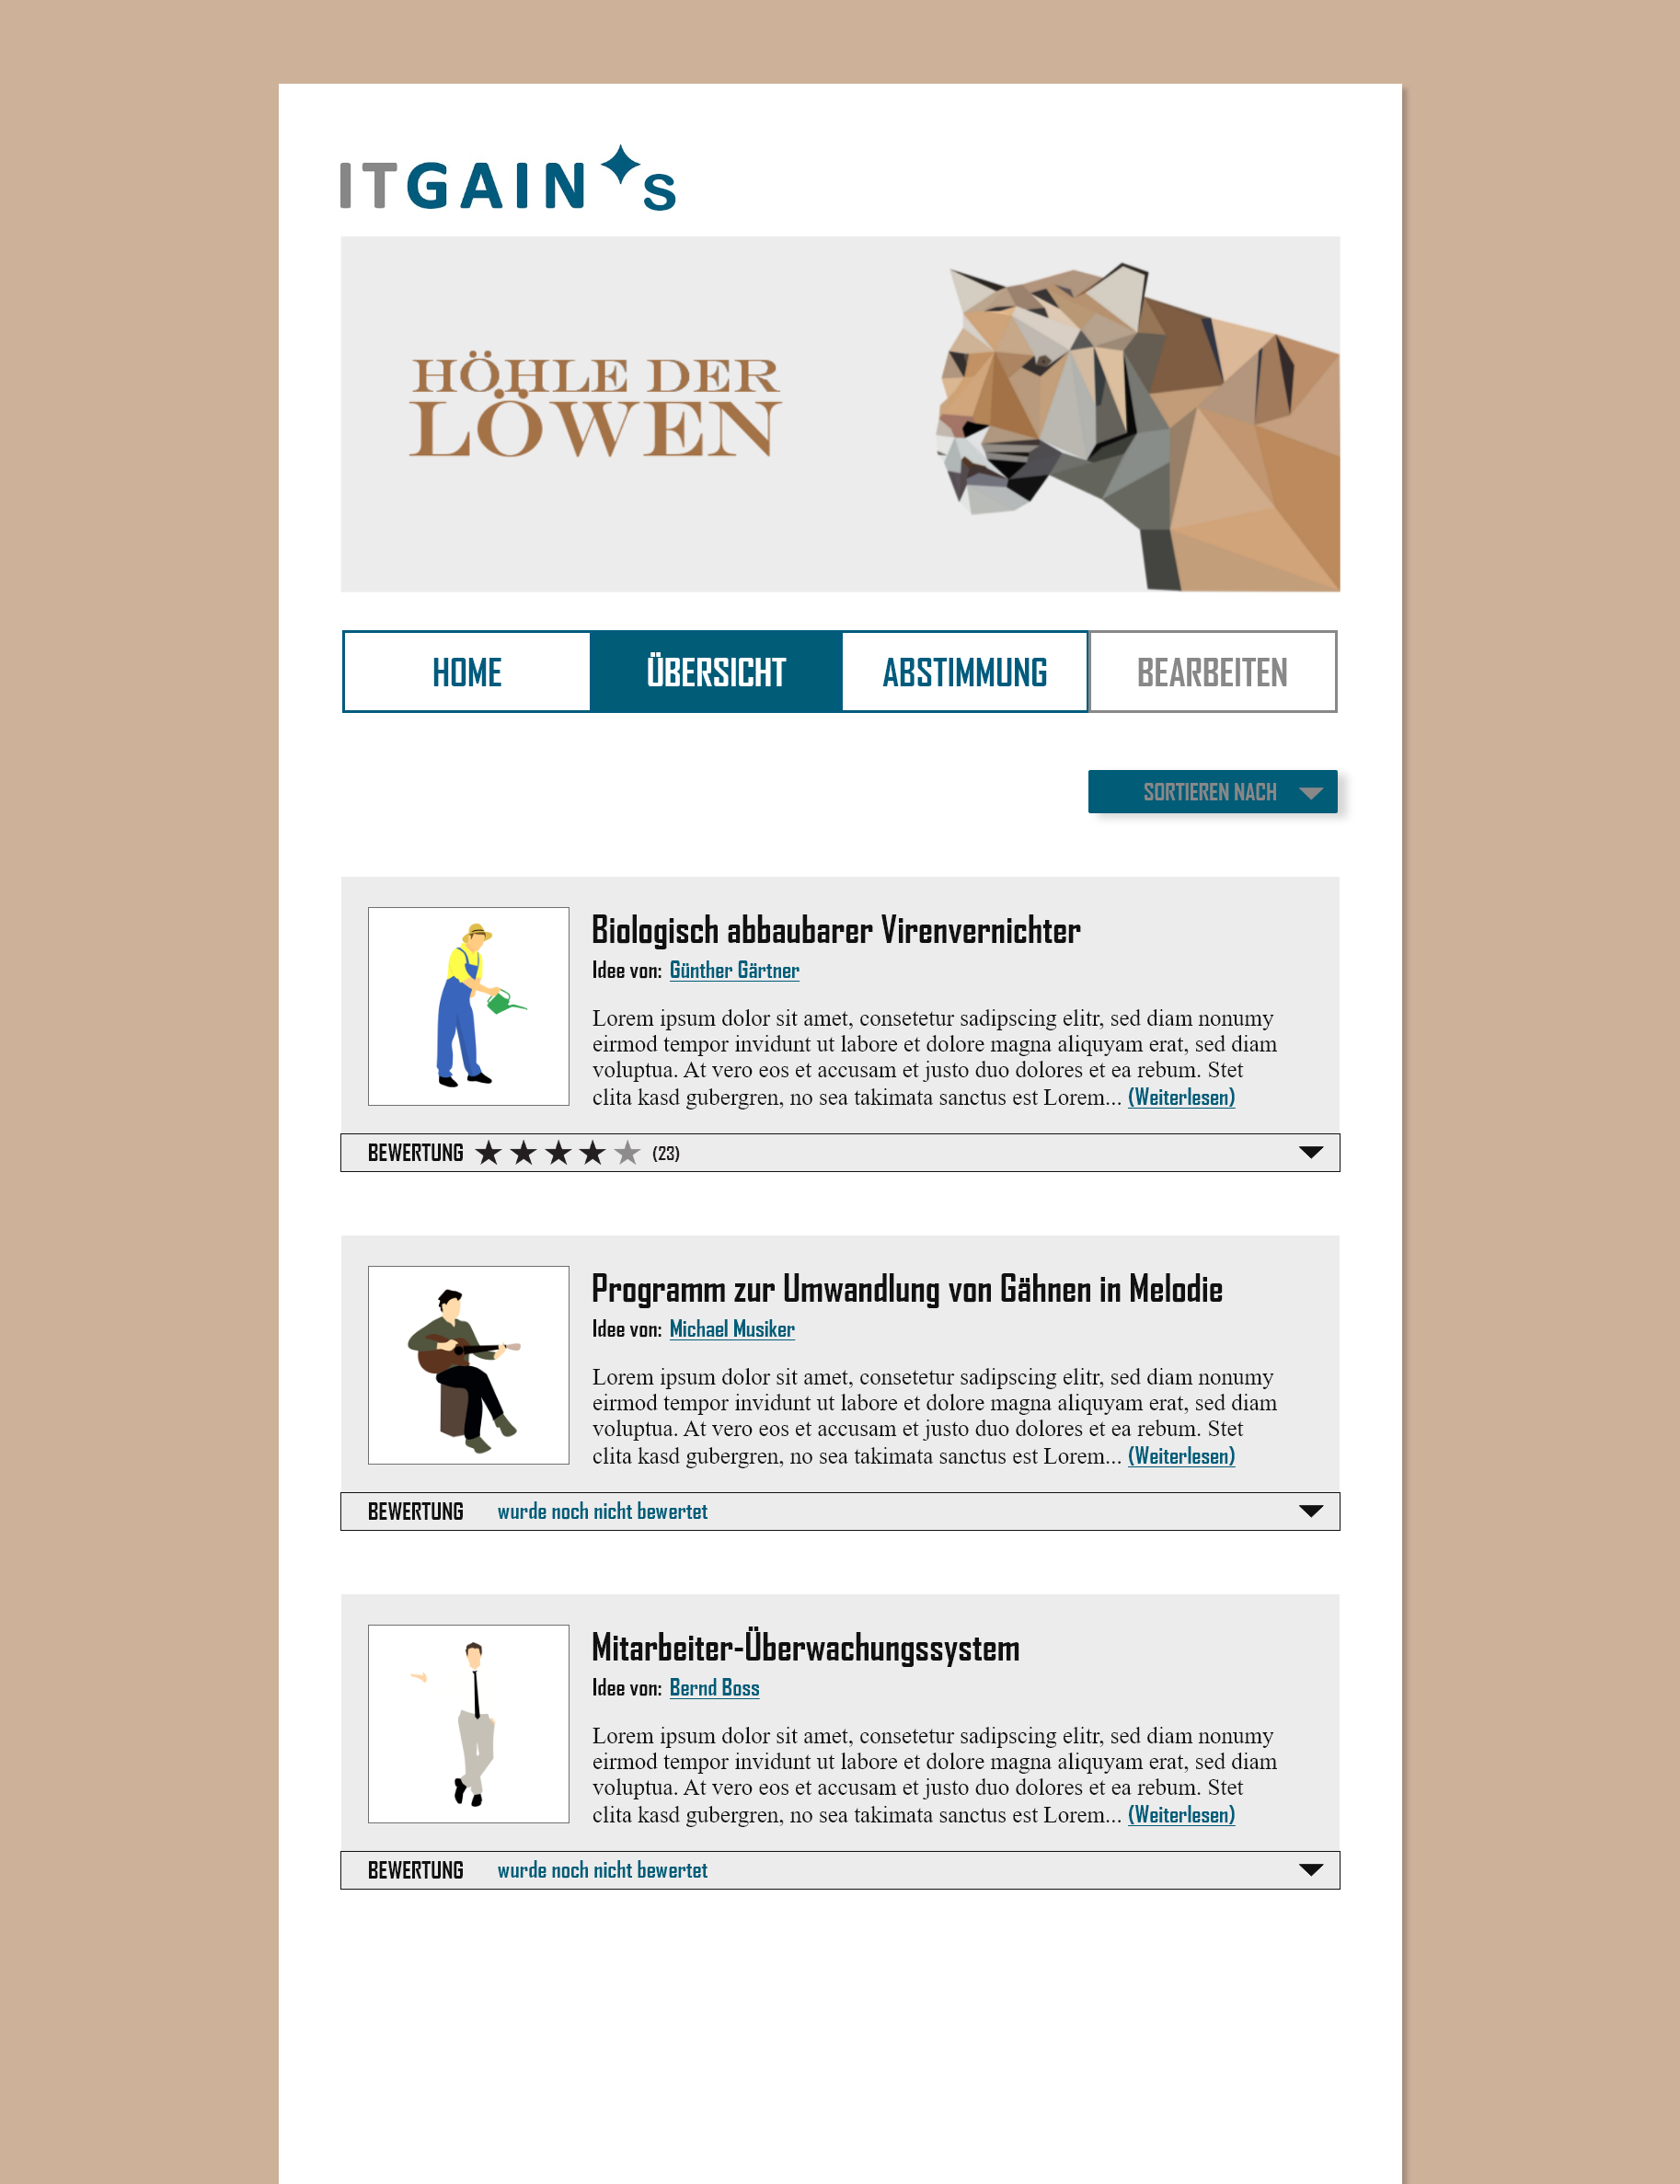 ITGAIN's
HÖHLE DER
LÖWEN
HOME ÜBERSICHT ABSTIMMUNG BEARBEITEN
SORTIEREN NACH
Biologisch abbaubarer Virenvernichter
Idee von: Günther Gärtner
Lorem ipsum dolor sit amet, consetetur sadipscing elitr, sed diam nonumy
eirmod tempor invidunt ut labore et dolore magna aliquyam erat, sed diam
voluptua. At vero eos et accusam et justo duo dolores et ea rebum. Stet
clita kasd gubergren, no sea takimata sanctus est Lorem... (Weiterlesen)
BEWERTUNG ★ ★ ★ ★ ★ (23)
Programm zur Umwandlung von Gähnen in Melodie
Idee von: Michael Musiker
Lorem ipsum dolor sit amet, consetetur sadipscing elitr, sed diam nonumy
eirmod tempor invidunt ut labore et dolore magna aliquyam erat, sed diam
voluptua. At vero eos et accusam et justo duo dolores et ea rebum. Stet
clita kasd gubergren, no sea takimata sanctus est Lorem... (Weiterlesen)
BEWERTUNG wurde noch nicht bewertet
Mitarbeiter-Überwachungssystem
Idee von: Bernd Boss
Lorem ipsum dolor sit amet, consetetur sadipscing elitr, sed diam nonumy
eirmod tempor invidunt ut labore et dolore magna aliquyam erat, sed diam
voluptua. At vero eos et accusam et justo duo dolores et ea rebum. Stet
clita kasd gubergren, no sea takimata sanctus est Lorem... (Weiterlesen)
BEWERTUNG wurde noch nicht bewertet